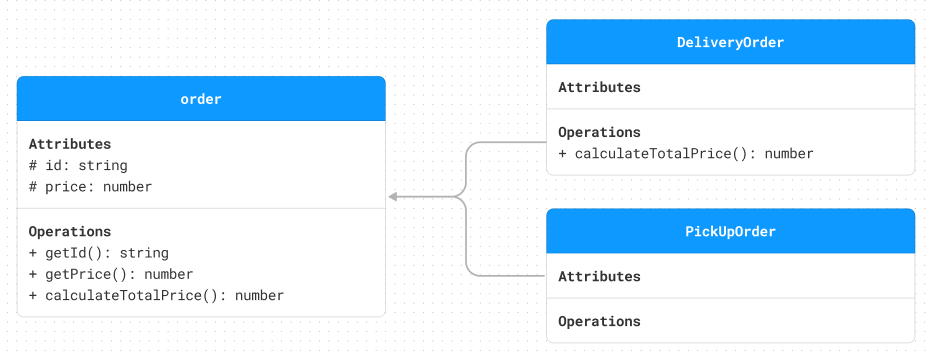 order
Attributes
# id: string
# price: number
Operations
+ getId(): string
+ getPrice(): number
+ calculateTotalPrice(): number
DeliveryOrder
Attributes
Operations
+ calculateTotalPrice(): number
PickUpOrder
Attributes
Operations